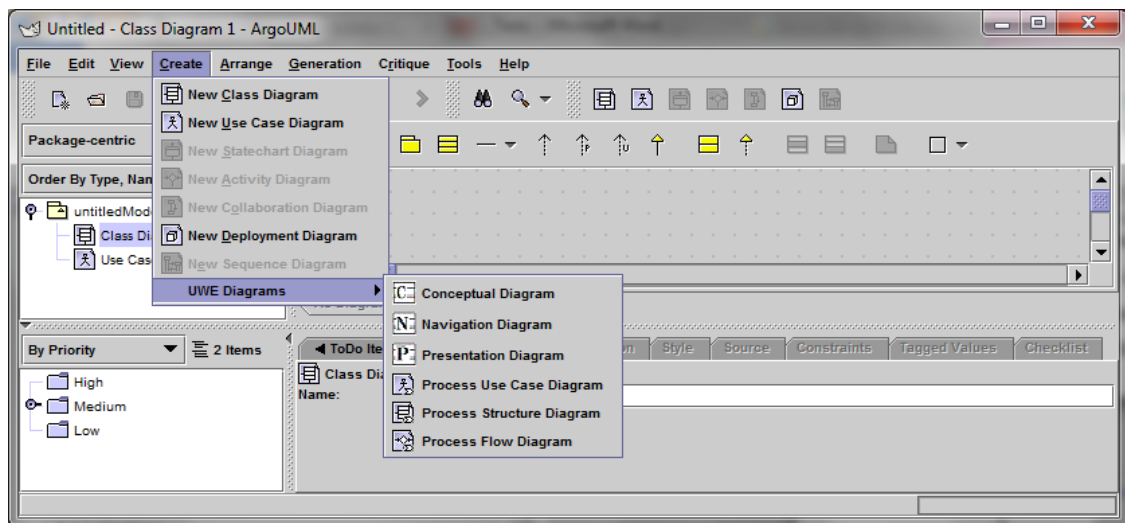 Untitled - Class Diagram 1 - ArgoUML
File Edit View Create Arrange Generation Critique Tools Help
New Class Diagram
New Use Case Diagram
Package-centric
New Statechart Diagram
Order By Type, Nam
New Activity Diagram
untitledMod
New Collaboration Diagram
Class Di
New Deployment Diagram
Use Cas
New Sequence Diagram
UWE Diagrams
C Conceptual Diagram
N Navigation Diagram
By Priority 2 Items ToDo Ite Style Source Constraints Tagged Values Checklist
P Presentation Diagram
High
Class Di
Process Use Case Diagram
Name:
Medium
Process Structure Diagram
Low
Process Flow Diagram